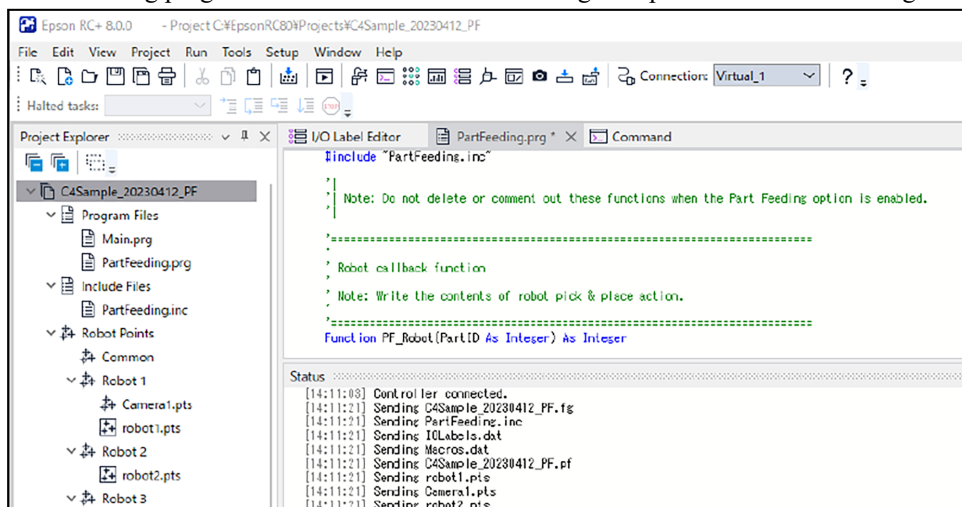 Epson RC+ 8.0.0 - Project C:¥EpsonRC80¥Projects¥C4Sample_20230412_PF
File Edit View Project Run Tools Setup Window Help
Connection: Virtual_1 ?
Halted tasks: STOP
Project Explorer
I/O Label Editor PartFeeding.prg * Command
C4Sample_20230412_PF
Program Files
Main.prg
PartFeeding.prg
Include Files
PartFeeding.inc
Robot Points
Common
Robot 1
Camera1.pts
robot1.pts
Robot 2
robot2.pts
Robot 3
#include "PartFeeding.inc"
'|
'| Note: Do not delete or comment out these functions when the Part Feeding option is enabled.
'|
'===========================================================================
'
' Robot callback function
'
' Note: Write the contents of robot pick & place action.
'
'===========================================================================
Function PF_Robot(PartID As Integer) As Integer
Status
[14:11:03] Controller connected.
[14:11:21] Sending C4Sample_20230412_PF.fg
[14:11:21] Sending PartFeeding.inc
[14:11:21] Sending IOLabels.dat
[14:11:21] Sending Macros.dat
[14:11:21] Sending C4Sample_20230412_PF.pf
[14:11:21] Sending robot1.pts
[14:11:21] Sending Camera1.pts
[14:11:21] Sending robot2.pts